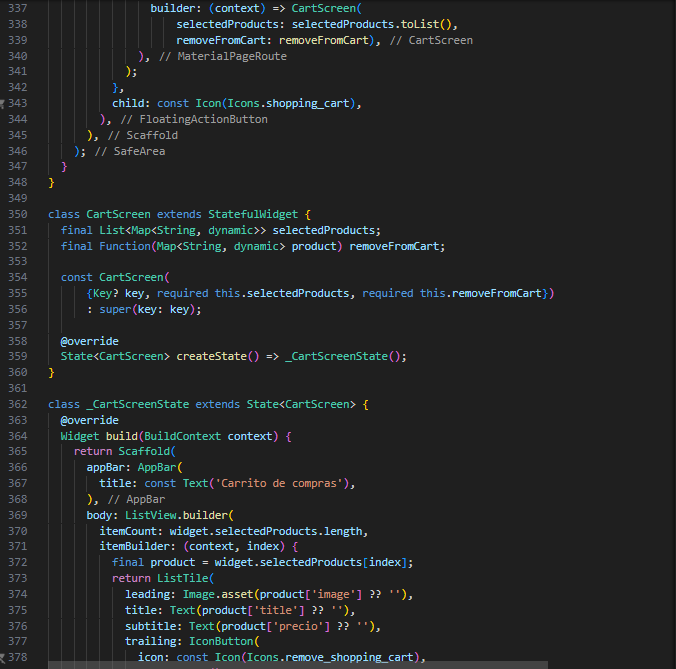 337 builder: (context) => CartScreen(
338 selectedProducts: selectedProducts.toList(),
339 removeFromCart: removeFromCart), // CartScreen
340 ), // MaterialPageRoute
341 );
342 },
343 child: const Icon(Icons.shopping_cart),
344 ), // FloatingActionButton
345 ), // Scaffold
346 ); // SafeArea
347 }
348 }
349
350 class CartScreen extends StatefulWidget {
351 final List<Map<String, dynamic>> selectedProducts;
352 final Function(Map<String, dynamic> product) removeFromCart;
353
354 const CartScreen(
355 {Key? key, required this.selectedProducts, required this.removeFromCart})
356 : super(key: key);
357
358 @override
359 State<CartScreen> createState() => _CartScreenState();
360 }
361
362 class _CartScreenState extends State<CartScreen> {
363 @override
364 Widget build(BuildContext context) {
365 return Scaffold(
366 appBar: AppBar(
367 title: const Text('Carrito de compras'),
368 ), // AppBar
369 body: ListView.builder(
370 itemCount: widget.selectedProducts.length,
371 itemBuilder: (context, index) {
372 final product = widget.selectedProducts[index];
373 return ListTile(
374 leading: Image.asset(product['image'] ?? ''),
375 title: Text(product['title'] ?? ''),
376 subtitle: Text(product['precio'] ?? ''),
377 trailing: IconButton(
378 icon: const Icon(Icons.remove_shopping_cart),